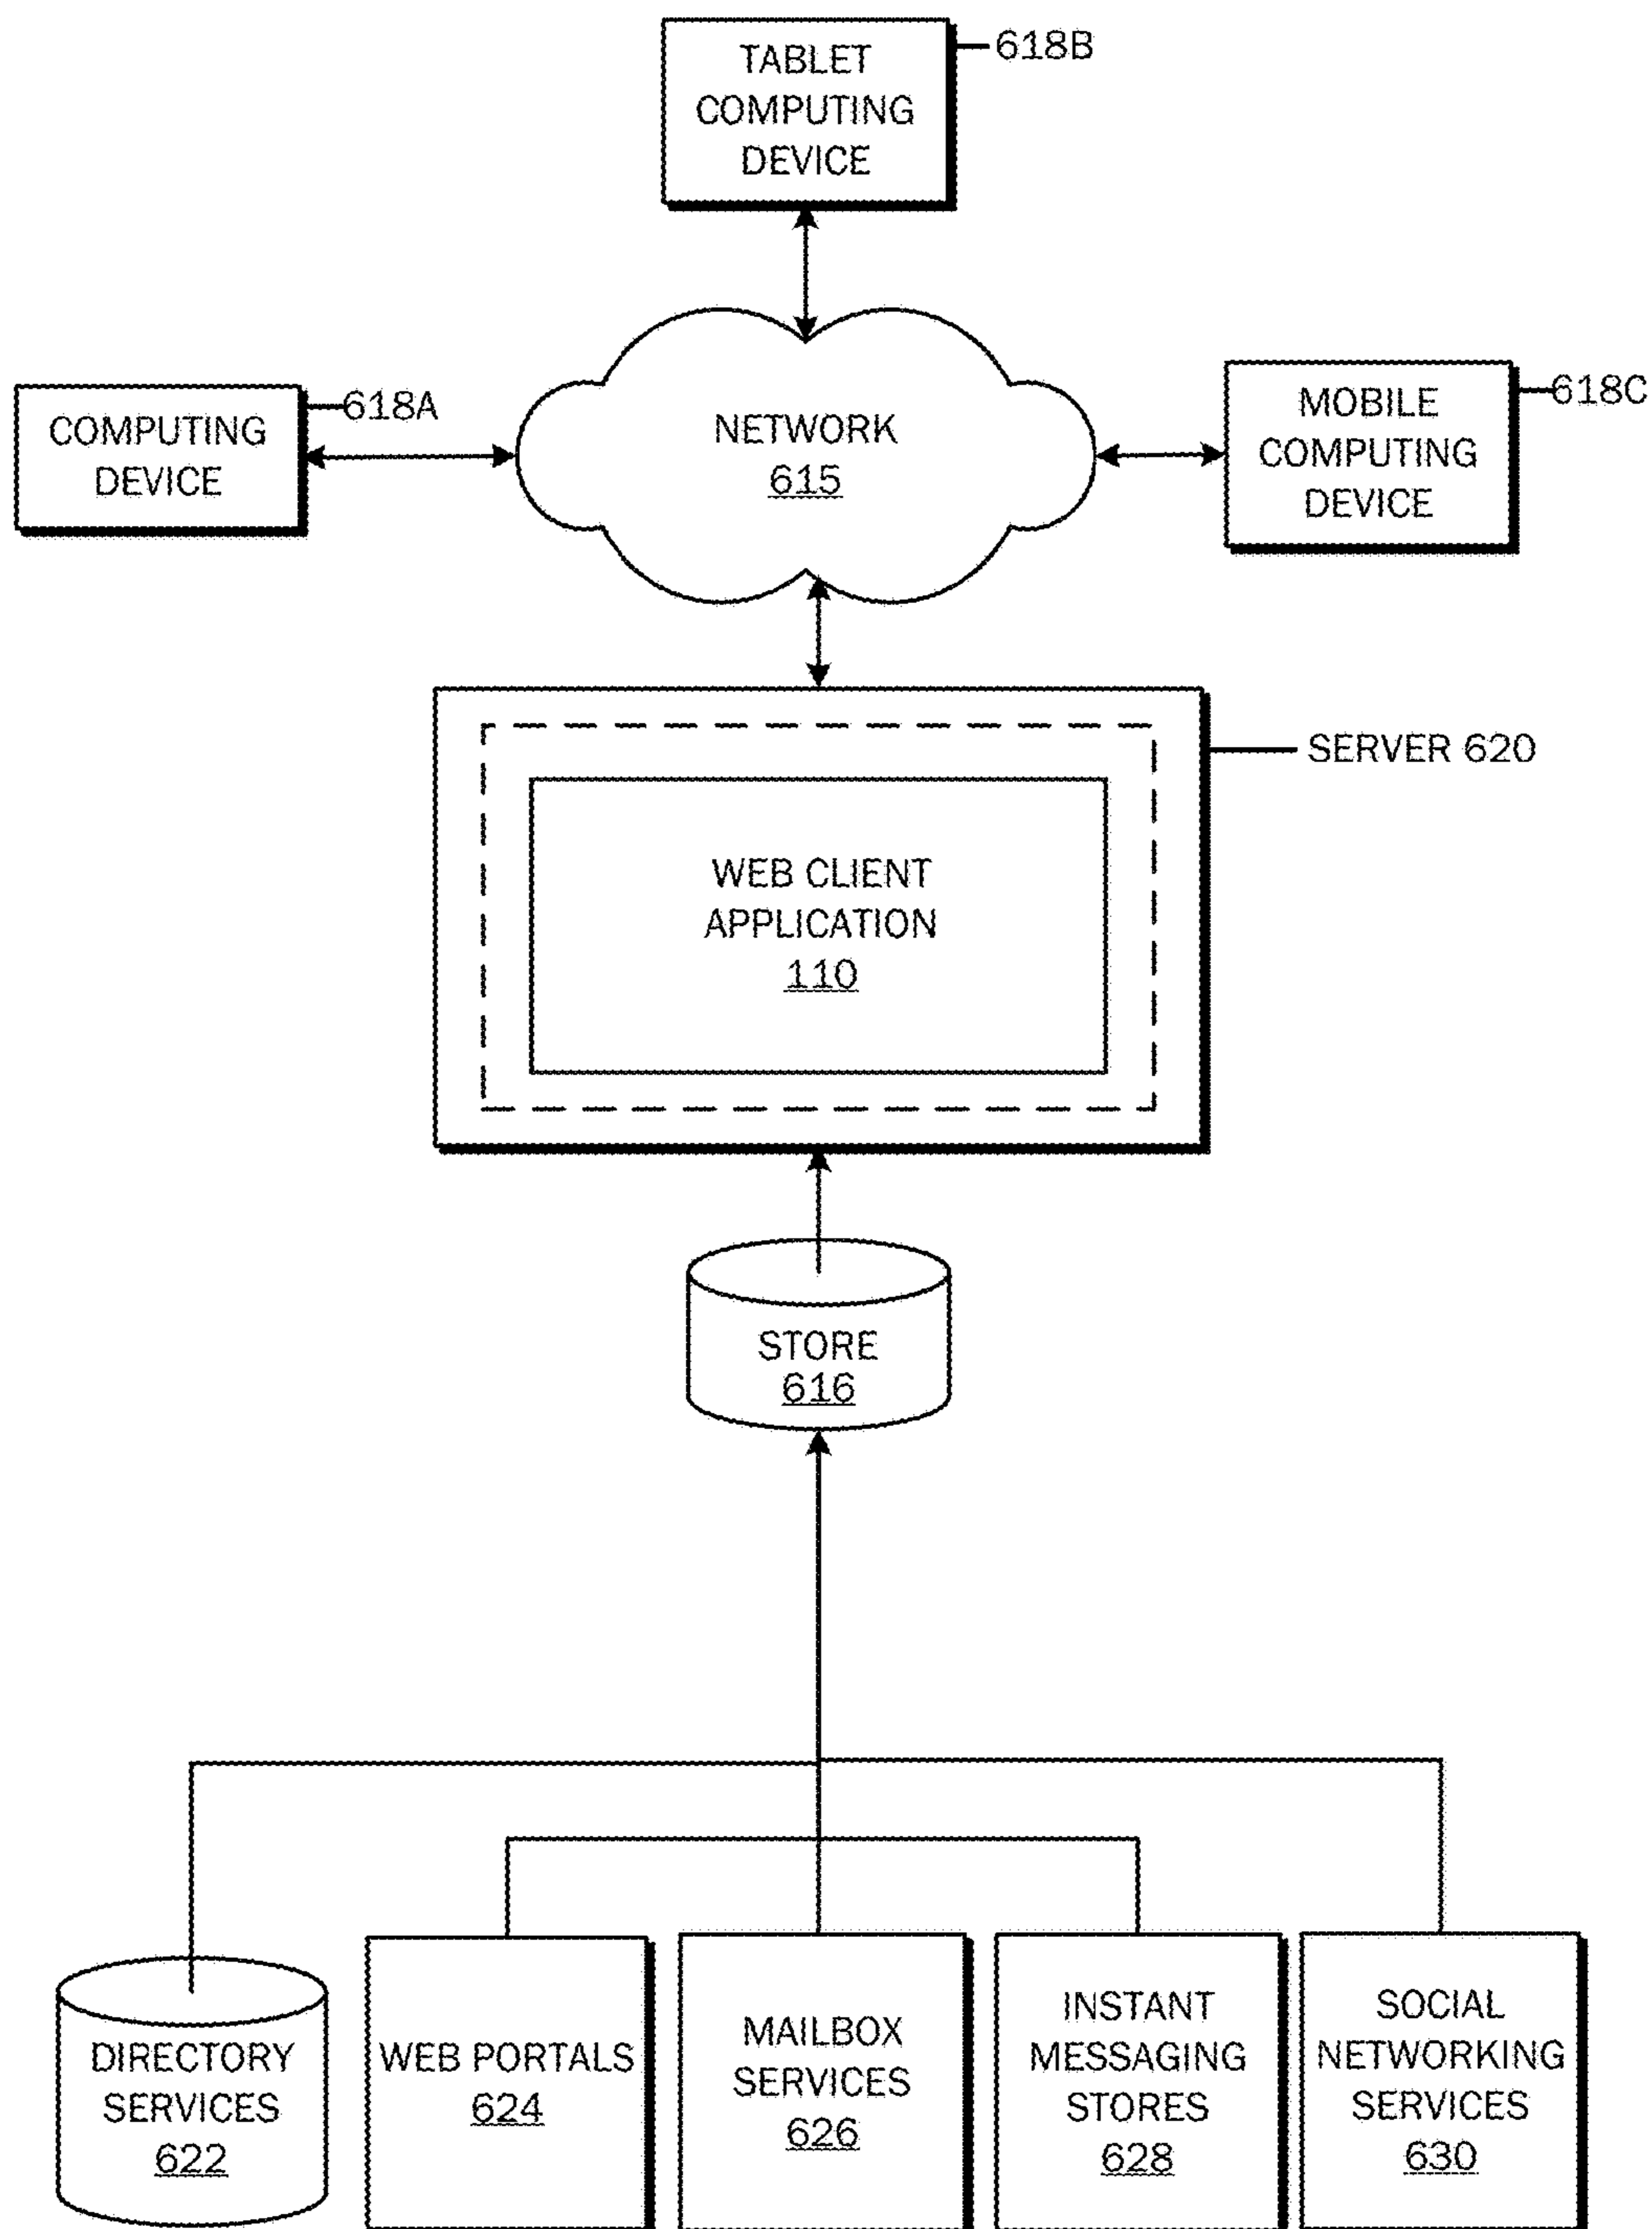 TABLET
COMPUTING
DEVICE
618B
COMPUTING
DEVICE
618A
NETWORK
615
MOBILE
COMPUTING
DEVICE
618C
SERVER 620
WEB CLIENT
APPLICATION
110
STORE
616
DIRECTORY
SERVICES
622
WEB PORTALS
624
MAILBOX
SERVICES
626
INSTANT
MESSAGING
STORES
628
SOCIAL
NETWORKING
SERVICES
630